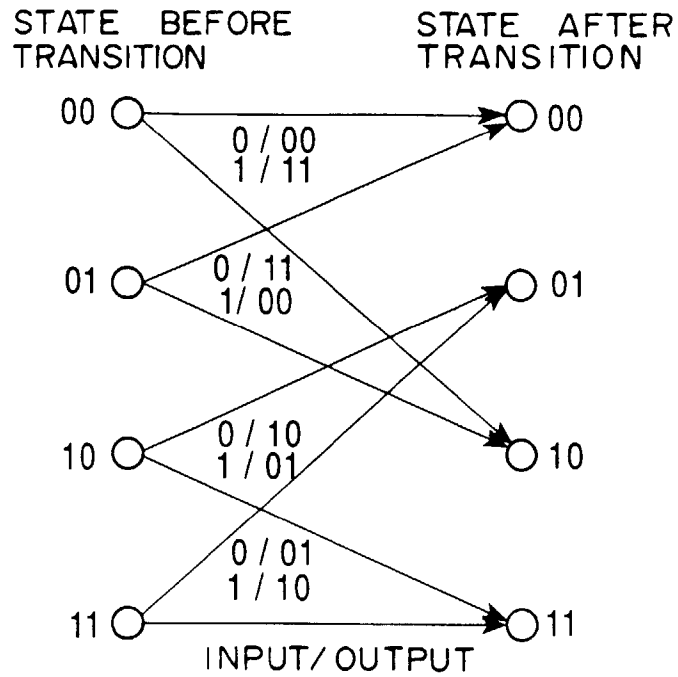 STATE BEFORE
TRANSITION
STATE AFTER
TRANSITION
00
00
0 / 00
1 / 11
01
01
0 / 11
1 / 00
10
10
0 / 10
1 / 01
0 / 01
1 / 10
11
11
INPUT/OUTPUT